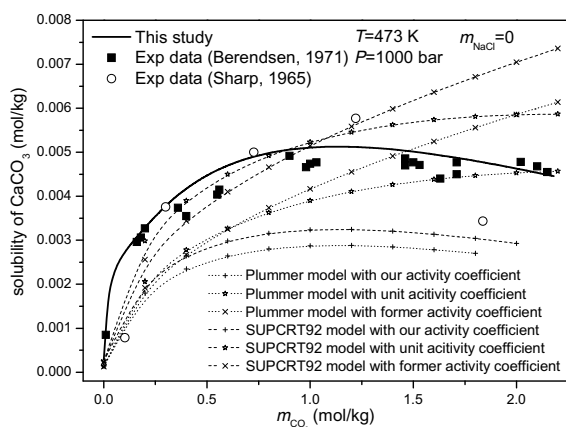 This study T=473 K m_NaCl=0
Exp data (Berendsen, 1971) P=1000 bar
Exp data (Sharp, 1965)
solubility of CaCO₃ (mol/kg)
0.008
0.007
0.006
0.005
0.004
0.003
0.002
0.001
0.000
Plummer model with our activity coefficient
Plummer model with unit acitivity coefficient
Plummer model with former activity coefficient
SUPCRT92 model with our acitivity coefficient
SUPCRT92 model with unit acitivity coefficient
SUPCRT92 model with former activity coefficient
0.0 0.5 1.0 1.5 2.0
m_CO₂ (mol/kg)